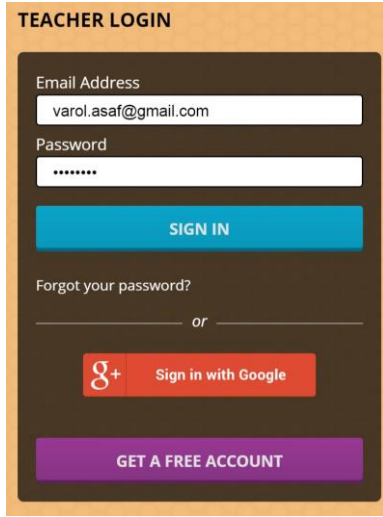 TEACHER LOGIN
Email Address
varol.asaf@gmail.com
Password
••••••••
SIGN IN
Forgot your password?
or
g+ Sign in with Google
GET A FREE ACCOUNT